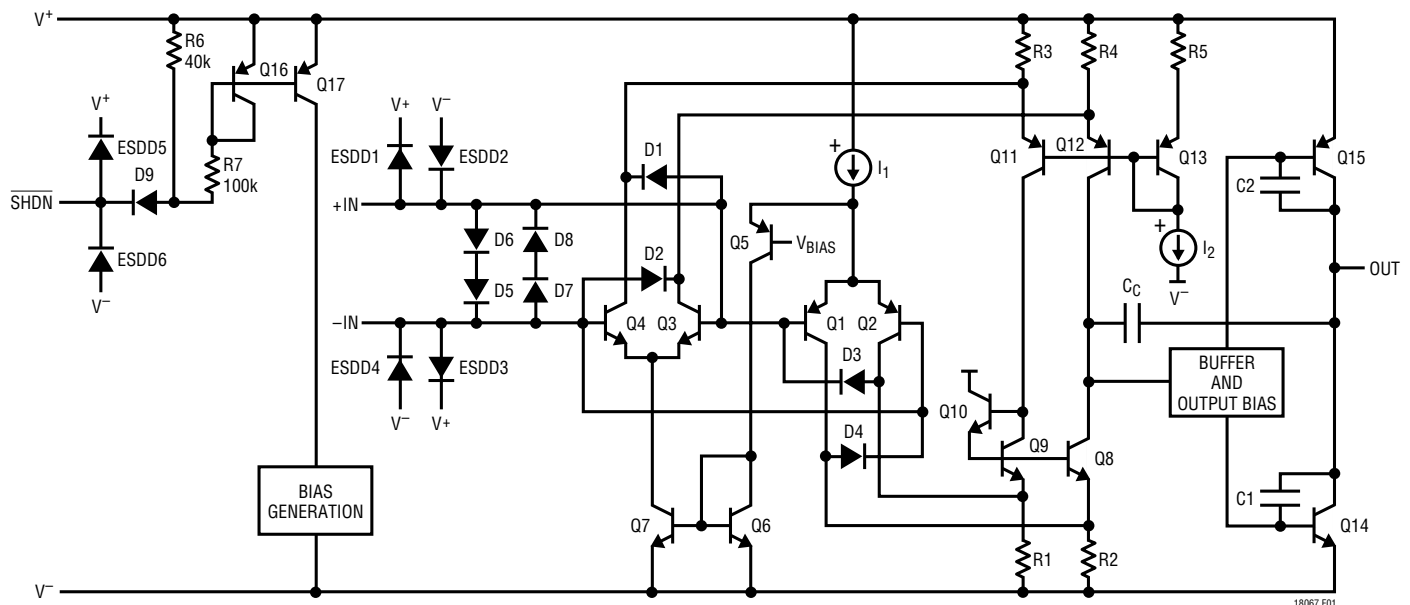 V+
R6
40k
Q16
Q17
V+
ESDD5
D9
R7
100k
SHDN
ESDD6
V−
V+
V−
ESDD1
ESDD2
D1
+IN
D6
D8
D2
D5
D7
−IN
ESDD4
ESDD3
V−
V+
Q4
Q3
Q5
VBIAS
+
I1
Q1
Q2
D3
D4
R3
R4
R5
Q11
Q12
Q13
+
I2
V−
CC
Q10
Q9
Q8
C2
Q15
OUT
BUFFER
AND
OUTPUT BIAS
C1
Q14
BIAS
GENERATION
Q7
Q6
R1
R2
V−
18067 F01